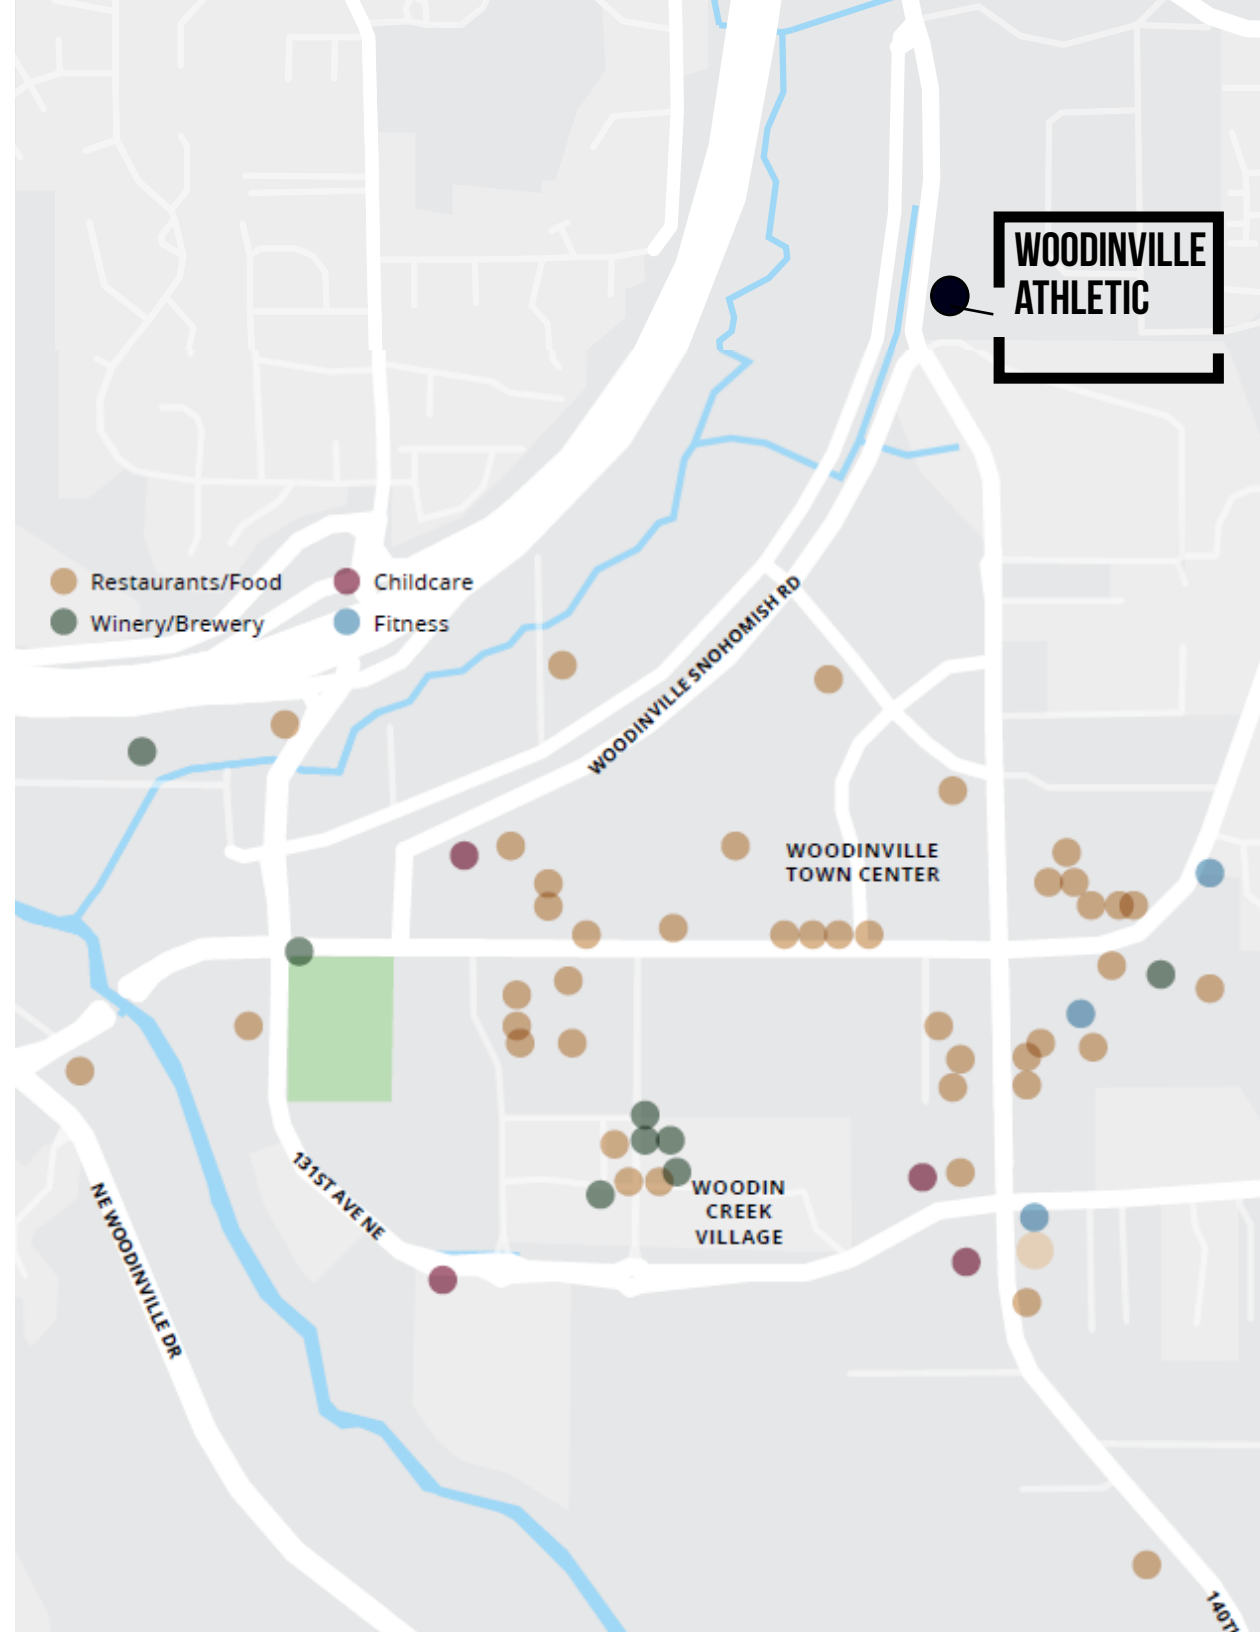 WOODINVILLE
ATHLETIC
Restaurants/Food
Childcare
Winery/Brewery
Fitness
WOODINVILLE SNOHOMISH RD
WOODINVILLE
TOWN CENTER
131ST AVE NE
WOODIN
CREEK
VILLAGE
NE WOODINVILLE DR